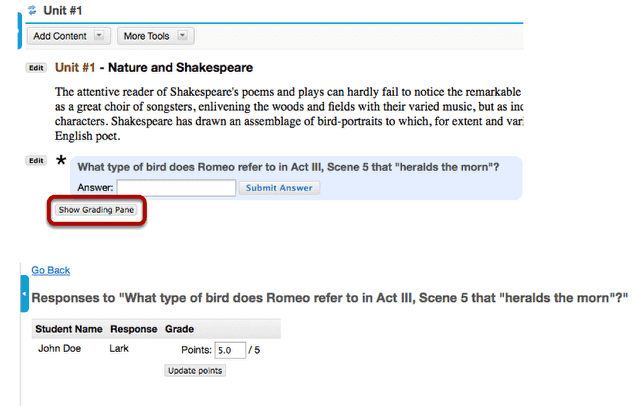 Unit #1
Add Content More Tools
Edit Unit #1 - Nature and Shakespeare
The attentive reader of Shakespeare's poems and plays can hardly fail to notice the remarkable
as a great choir of songsters, enlivening the woods and fields with their varied music, but as
characters. Shakespeare has drawn an assemblage of bird-portraits to which, for extent and
English poet.
Edit * What type of bird does Romeo refer to in Act III, Scene 5 that "heralds the morn"?
Answer: Submit Answer
Show Grading Pane
Go Back
Responses to "What type of bird does Romeo refer to in Act III, Scene 5 that "heralds the morn"?"
Student Name Response Grade
John Doe Lark Points: 5.0 / 5
Update points